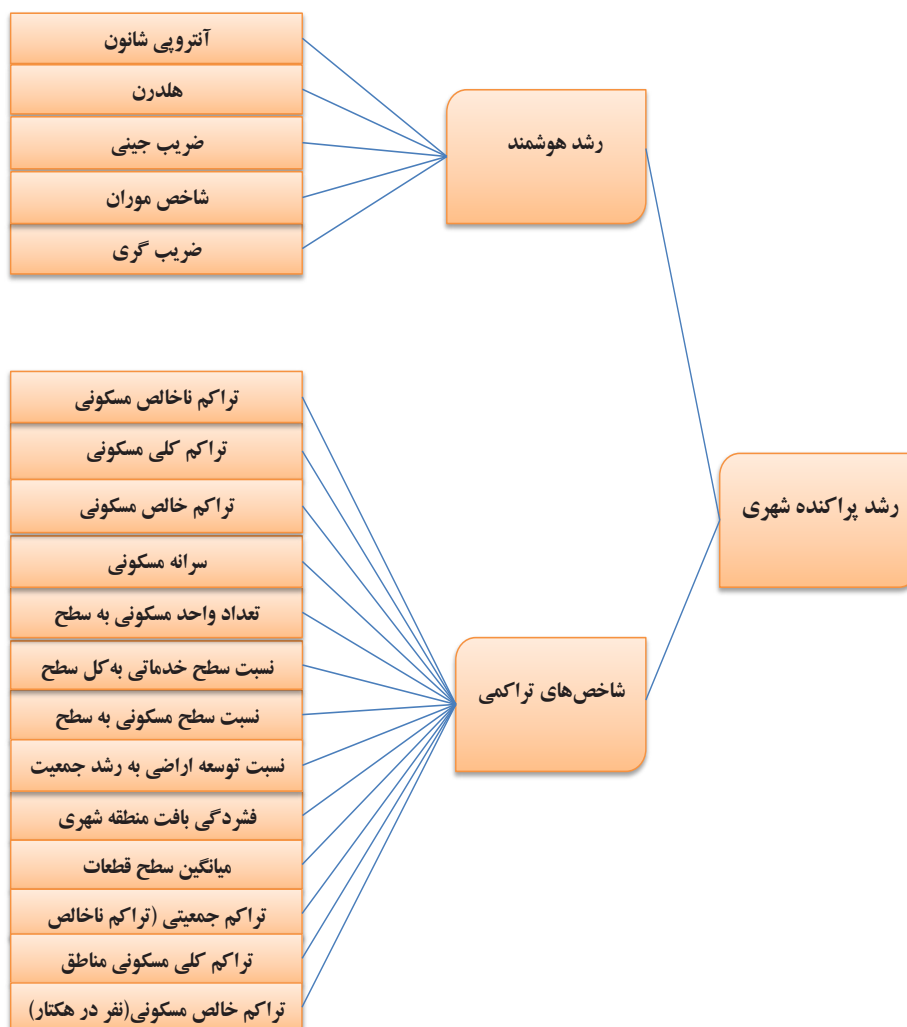 رشد پراکنده شهری
رشد هوشمند
آنتروپی شانون
هلدرن
ضریب جینی
شاخص موران
ضریب گری
شاخص‌های تراکمی
تراکم ناخالص مسکونی
تراکم کلی مسکونی
تراکم خالص مسکونی
سرانه مسکونی
تعداد واحد مسکونی به سطح
نسبت سطح خدماتی به کل سطح
نسبت سطح مسکونی به سطح
نسبت توسعه اراضی به رشد جمعیت
فشردگی بافت منطقه شهری
میانگین سطح قطعات
تراکم جمعیتی (تراکم ناخالص
تراکم کلی مسکونی مناطق
تراکم خالص مسکونی(نفر در هکتار)